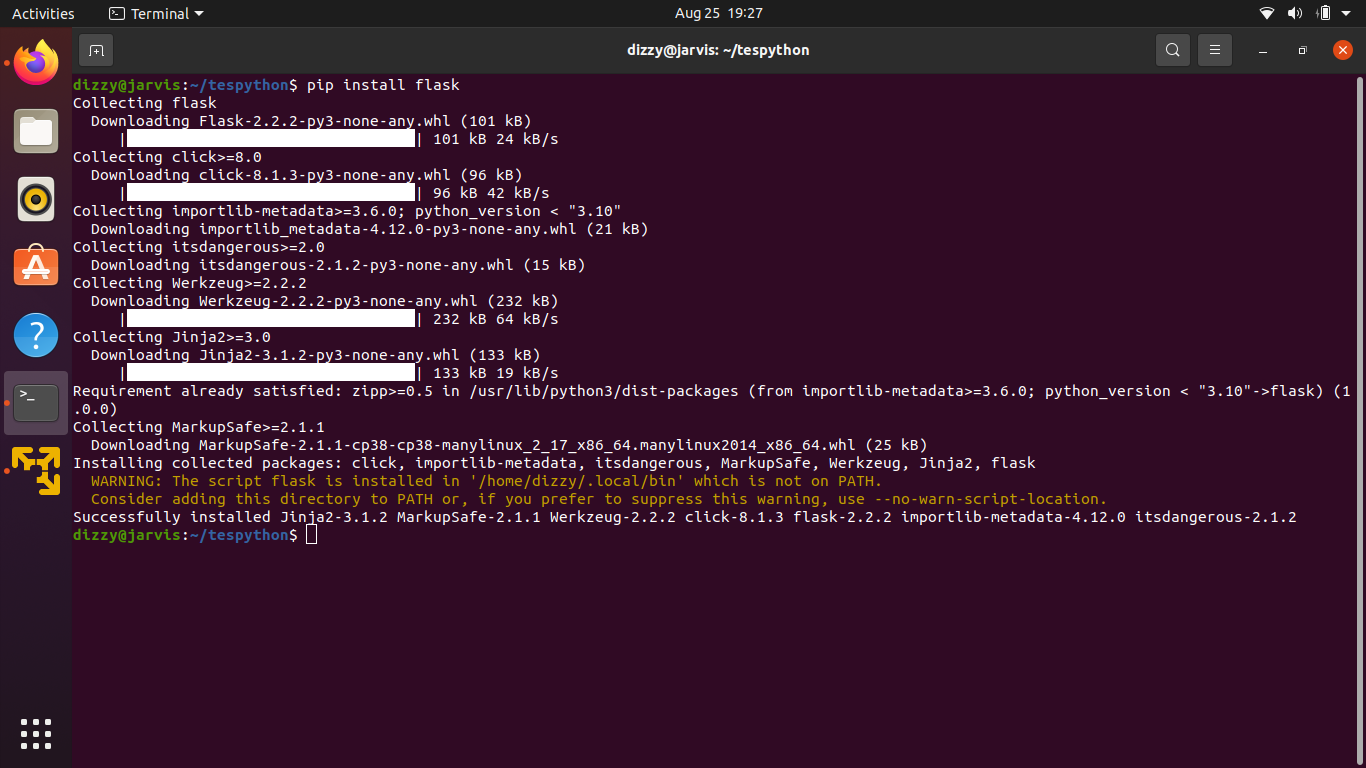 Activities Terminal Aug 25 19:27
dizzy@jarvis: ~/tespython
dizzy@jarvis:~/tespython$ pip install flask
Collecting flask
  Downloading Flask-2.2.2-py3-none-any.whl (101 kB)
     || 101 kB 24 kB/s
Collecting click>=8.0
  Downloading click-8.1.3-py3-none-any.whl (96 kB)
     || 96 kB 42 kB/s
Collecting importlib-metadata>=3.6.0; python_version < "3.10"
  Downloading importlib_metadata-4.12.0-py3-none-any.whl (21 kB)
Collecting itsdangerous>=2.0
  Downloading itsdangerous-2.1.2-py3-none-any.whl (15 kB)
Collecting Werkzeug>=2.2.2
  Downloading Werkzeug-2.2.2-py3-none-any.whl (232 kB)
     || 232 kB 64 kB/s
Collecting Jinja2>=3.0
  Downloading Jinja2-3.1.2-py3-none-any.whl (133 kB)
     || 133 kB 19 kB/s
Requirement already satisfied: zipp>=0.5 in /usr/lib/python3/dist-packages (from importlib-metadata>=3.6.0; python_version < "3.10"->flask) (1
.0.0)
Collecting MarkupSafe>=2.1.1
  Downloading MarkupSafe-2.1.1-cp38-cp38-manylinux_2_17_x86_64.manylinux2014_x86_64.whl (25 kB)
Installing collected packages: click, importlib-metadata, itsdangerous, MarkupSafe, Werkzeug, Jinja2, flask
  WARNING: The script flask is installed in '/home/dizzy/.local/bin' which is not on PATH.
  Consider adding this directory to PATH or, if you prefer to suppress this warning, use --no-warn-script-location.
Successfully installed Jinja2-3.1.2 MarkupSafe-2.1.1 Werkzeug-2.2.2 click-8.1.3 flask-2.2.2 importlib-metadata-4.12.0 itsdangerous-2.1.2
dizzy@jarvis:~/tespython$